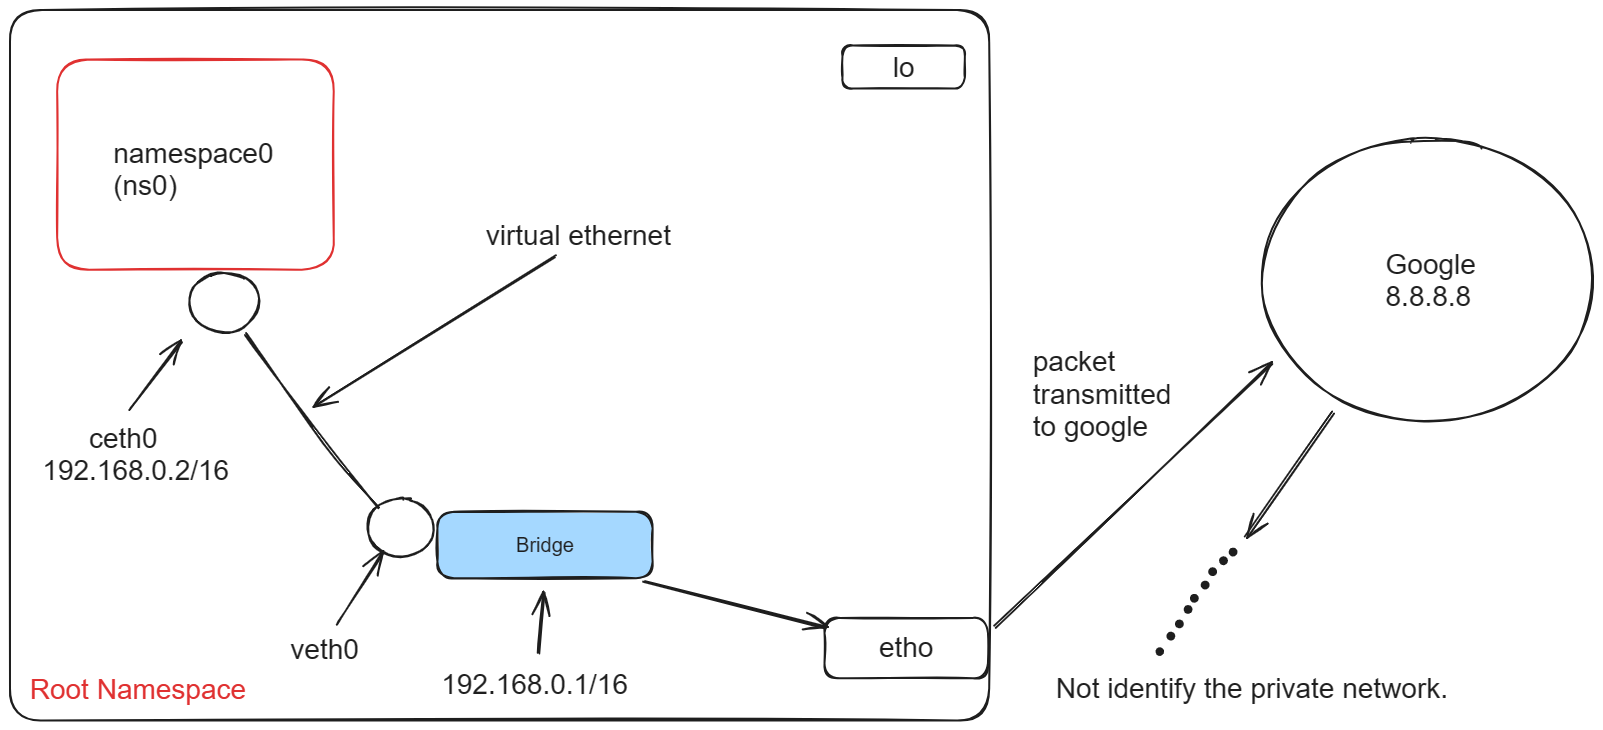 lo
namespace0
(ns0)
virtual ethernet
Google
8.8.8.8
packet
transmitted
to google
ceth0
192.168.0.2/16
Bridge
veth0
etho
192.168.0.1/16
Root Namespace
Not identify the private network.